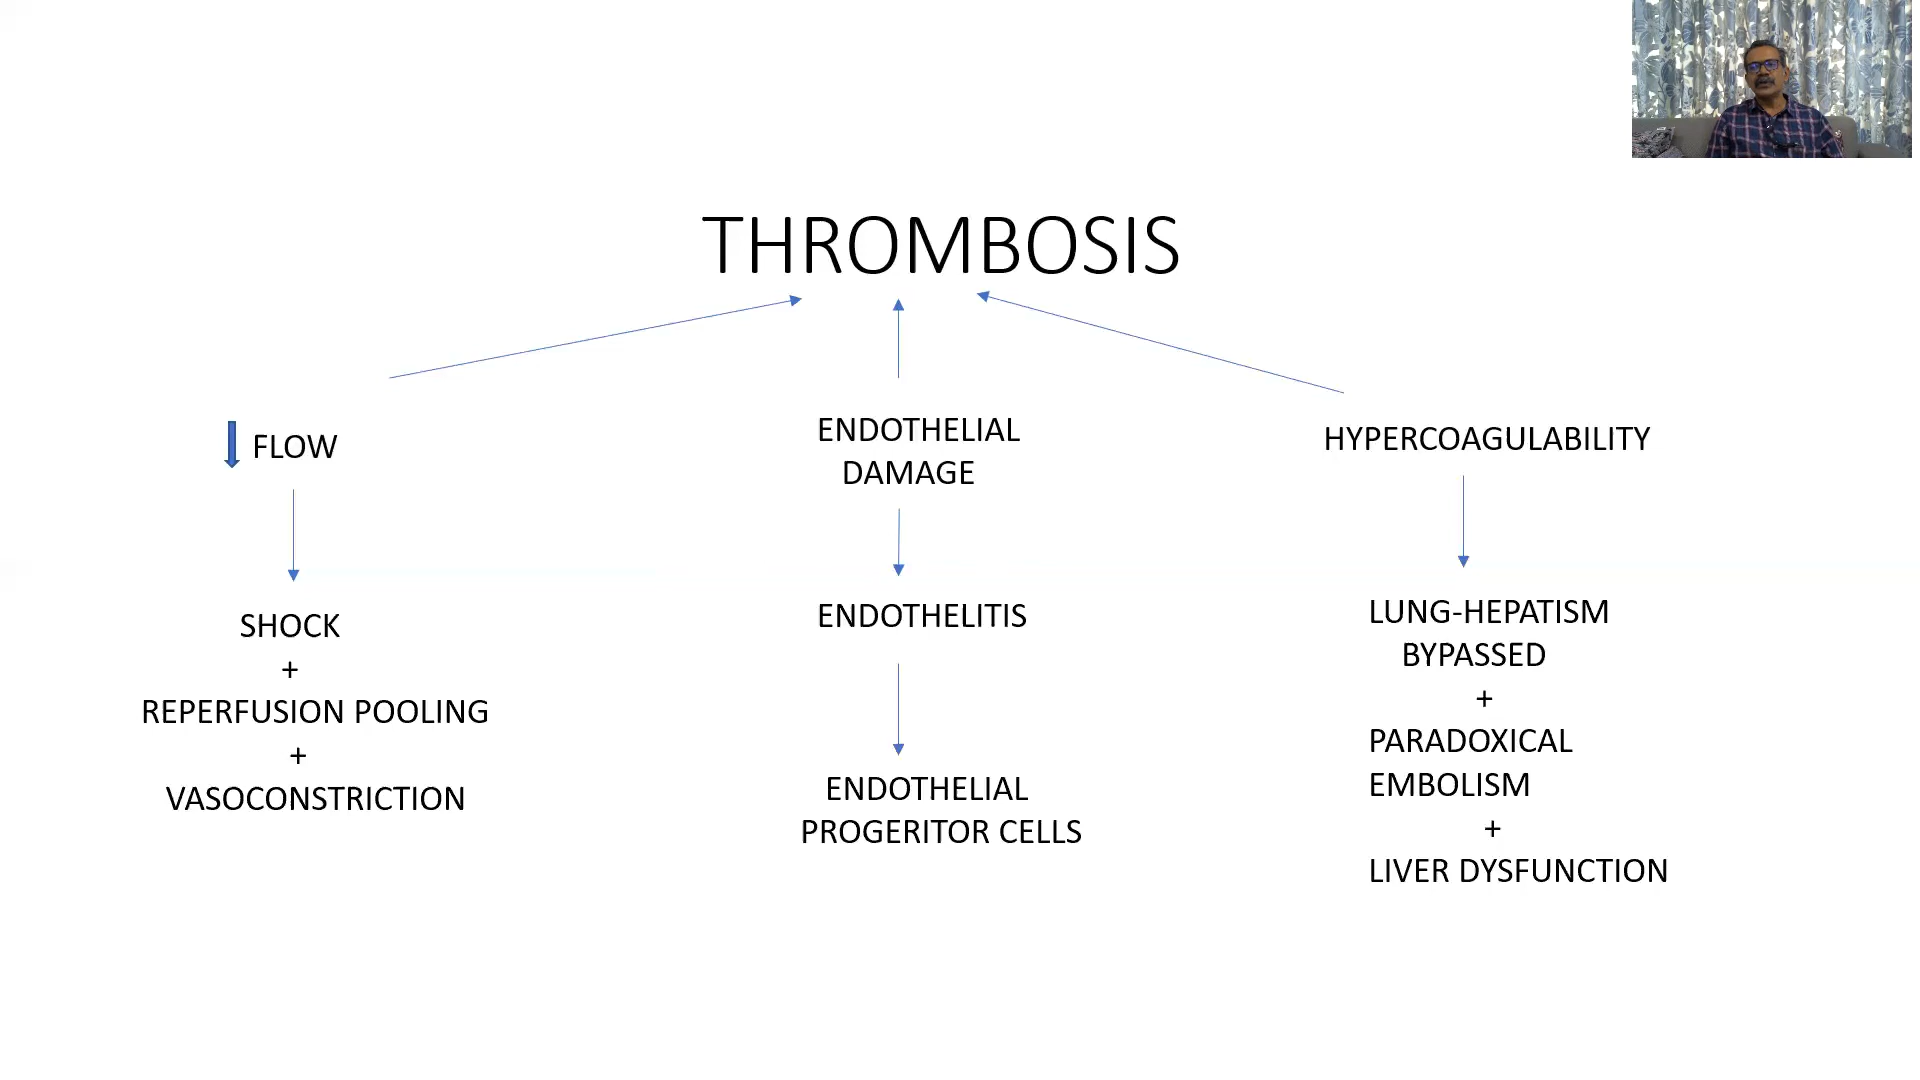 THROMBOSIS
FLOW
SHOCK
+
REPERFUSION POOLING
+
VASOCONSTRICTION
ENDOTHELIAL
DAMAGE
ENDOTHELITIS
ENDOTHELIAL
PROGERITOR CELLS
HYPERCOAGULABILITY
LUNG-HEPATISM
BYPASSED
+
PARADOXICAL
EMBOLISM
+
LIVER DYSFUNCTION